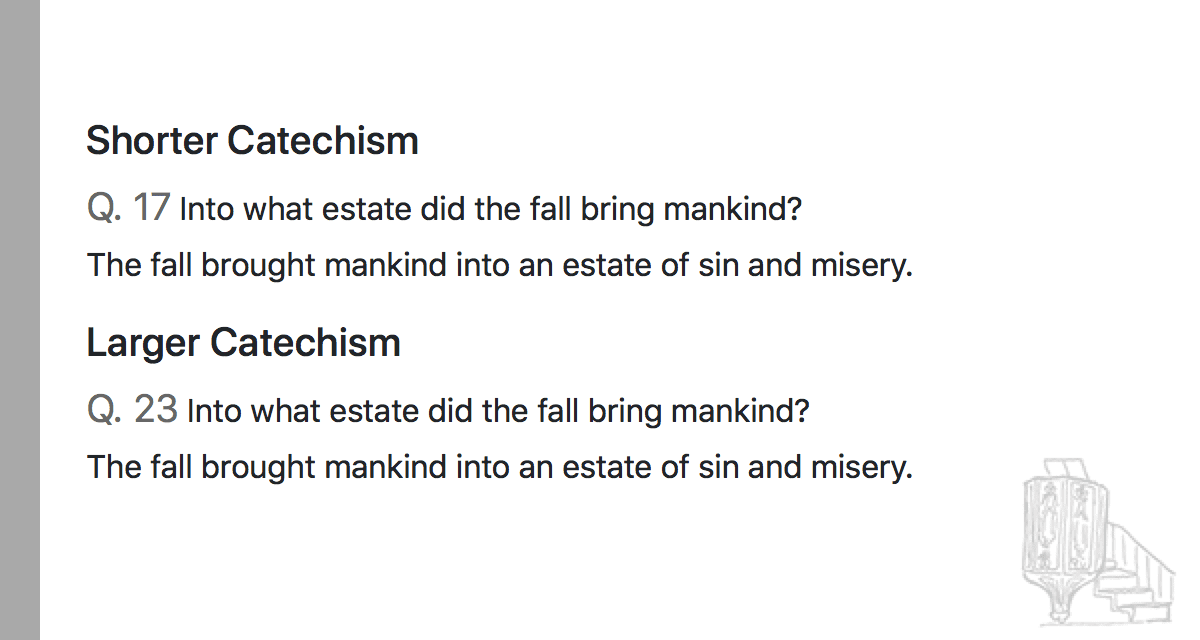 Shorter Catechism
Q. 17 Into what estate did the fall bring mankind?
The fall brought mankind into an estate of sin and misery.
Larger Catechism
Q. 23 Into what estate did the fall bring mankind?
The fall brought mankind into an estate of sin and misery.